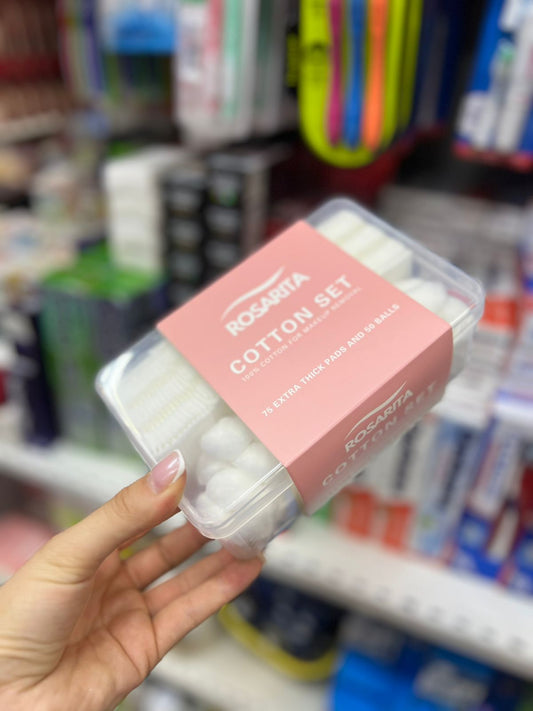 ROSARITA
COTTON SET
100% COTTON FOR MAKEUP REMOVAL
75 EXTRA THICK PADS AND 50 BALLS
ROSARITA
COTTON SET